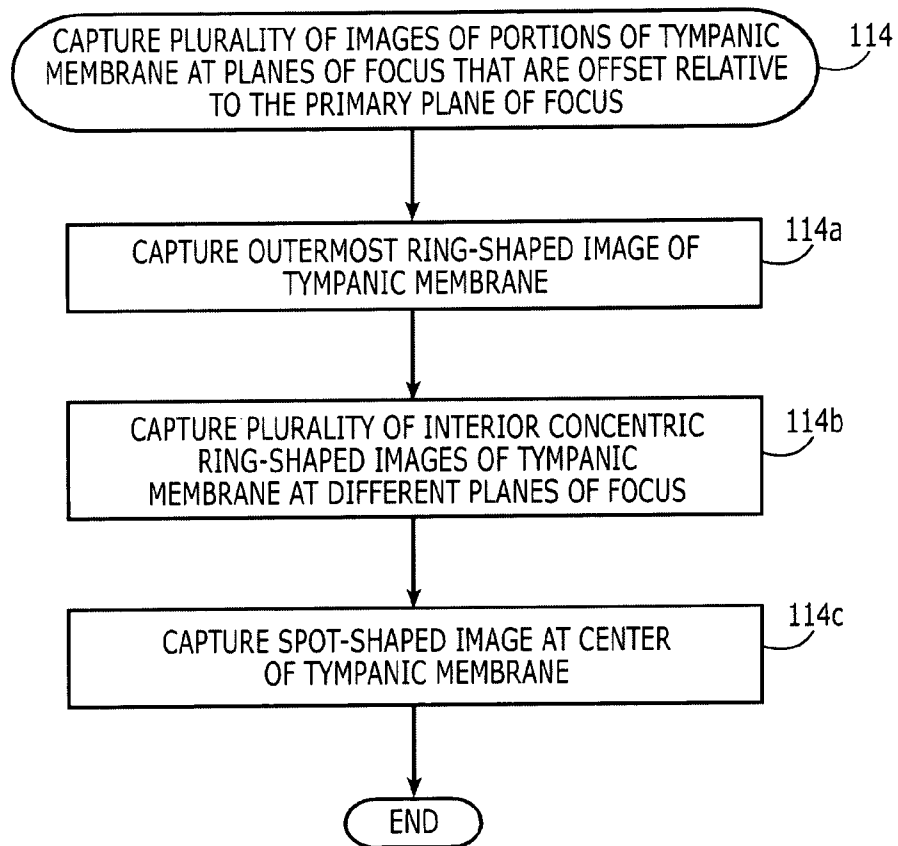 CAPTURE PLURALITY OF IMAGES OF PORTIONS OF TYMPANIC
MEMBRANE AT PLANES OF FOCUS THAT ARE OFFSET RELATIVE
TO THE PRIMARY PLANE OF FOCUS
114
CAPTURE OUTERMOST RING-SHAPED IMAGE OF
TYMPANIC MEMBRANE
114a
CAPTURE PLURALITY OF INTERIOR CONCENTRIC
RING-SHAPED IMAGES OF TYMPANIC
MEMBRANE AT DIFFERENT PLANES OF FOCUS
114b
CAPTURE SPOT-SHAPED IMAGE AT CENTER
OF TYMPANIC MEMBRANE
114c
END